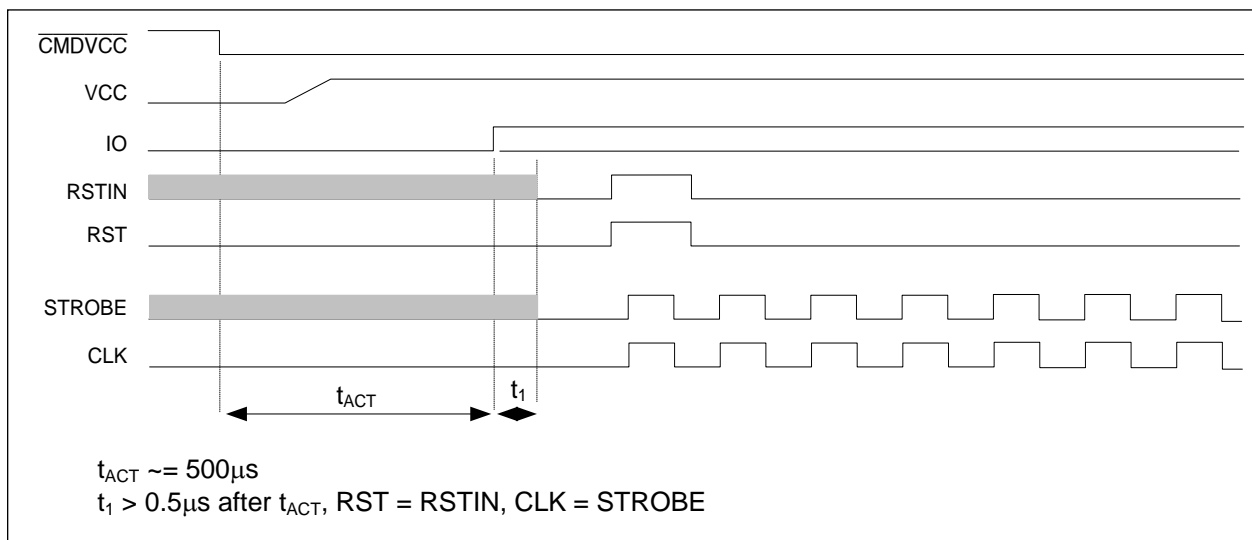 CMDVCC
VCC
IO
RSTIN
RST
STROBE
CLK
tACT
t1
tACT ~= 500μs
t1 > 0.5μs after tACT, RST = RSTIN, CLK = STROBE